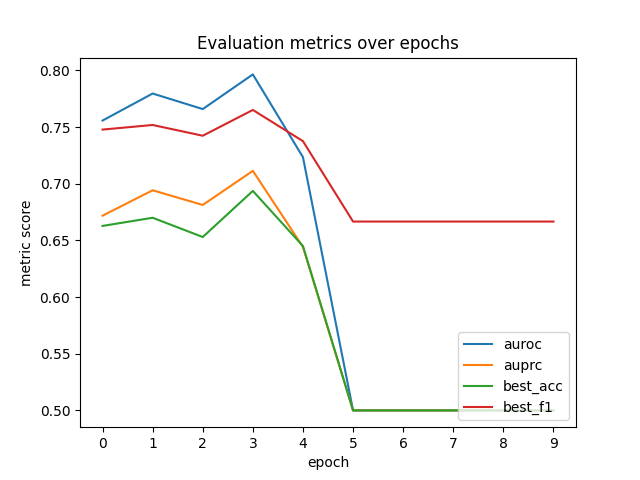 Evaluation metrics over epochs
metric score
0.80
0.75
0.70
0.65
0.60
0.55
0.50
auroc
auprc
best_acc
best_f1
0 1 2 3 4 5 6 7 8 9
epoch